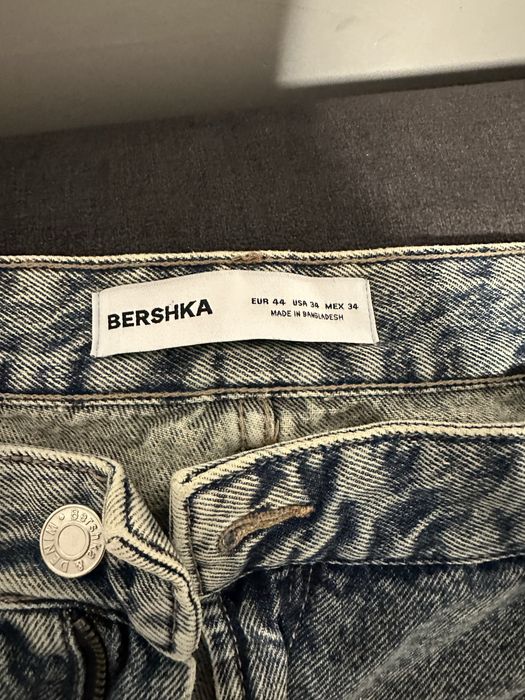 BERSHKA
EUR 44 USA 34 MEX 34
MADE IN BANGLADESH
Bershka & DENIM